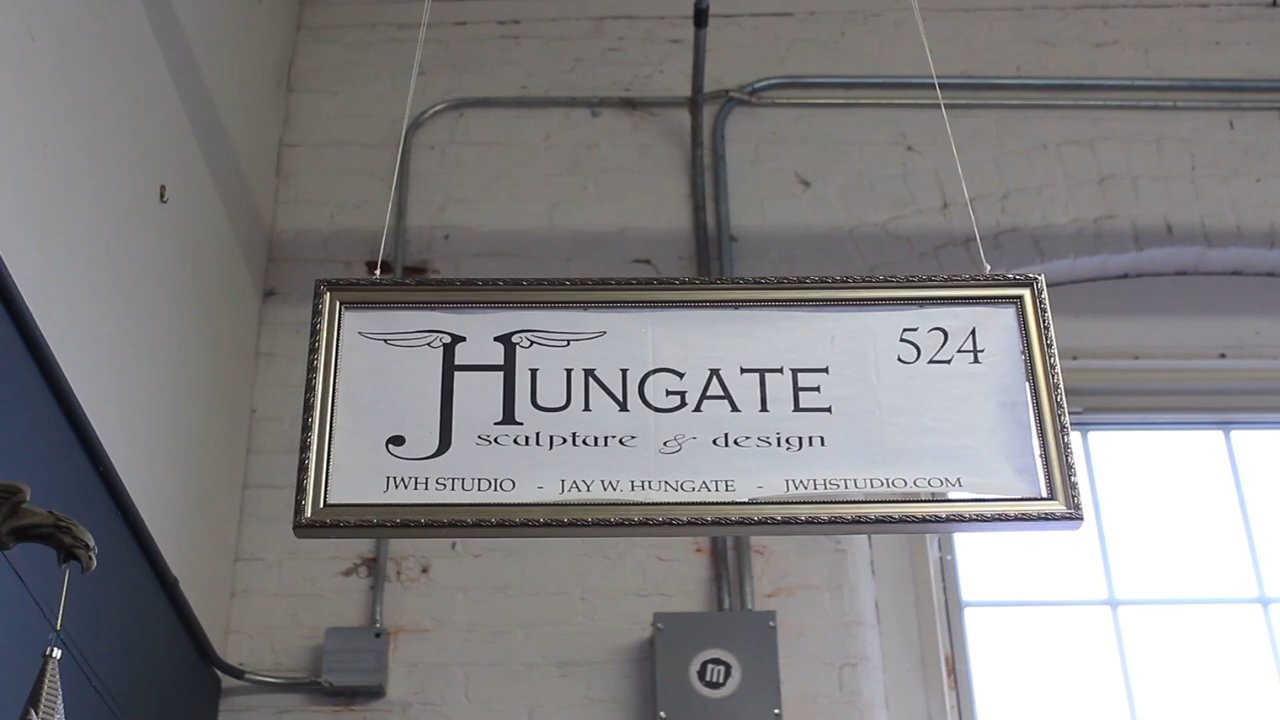 HUNGATE
524
sculpture & design
JWH STUDIO - JAY W. HUNGATE - JWHSTUDIO.COM
m